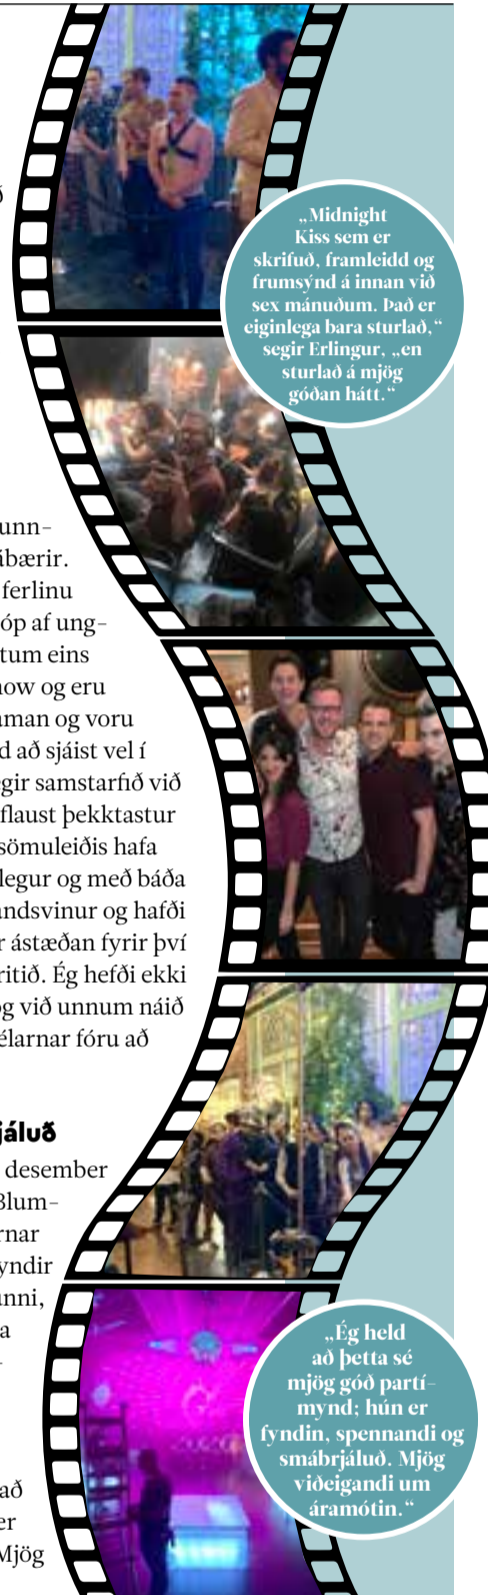 „Midnight
Kiss sem er
skrifuð, framleidd og
frumsýnd á innan við
sex mánuðum. Það er
eiginlega bara sturlað,“
segir Erlingur, „en
sturlað á mjög
góðan hátt.“
ð
unn-
ábærir.
ferlinu
óp af ung-
tum eins
how og eru
aman og voru
d að sjáist vel í
egir samstarfið við
flaust þekktastur
sömuleiðis hafa
legur og með báða
andsvinur og hafði
r ástæðan fyrir því
ritið. Ég hefði ekki
og við unnum náið
élarnar fóru að
jáluð
desember
Blum-
rnar
yndir
unni,
a
-
að
er
Mjög
„Ég held
að þetta sé
mjög góð partí-
mynd; hún er
fyndin, spennandi og
smábrjáluð. Mjög
viðeigandi um
áramótin.“